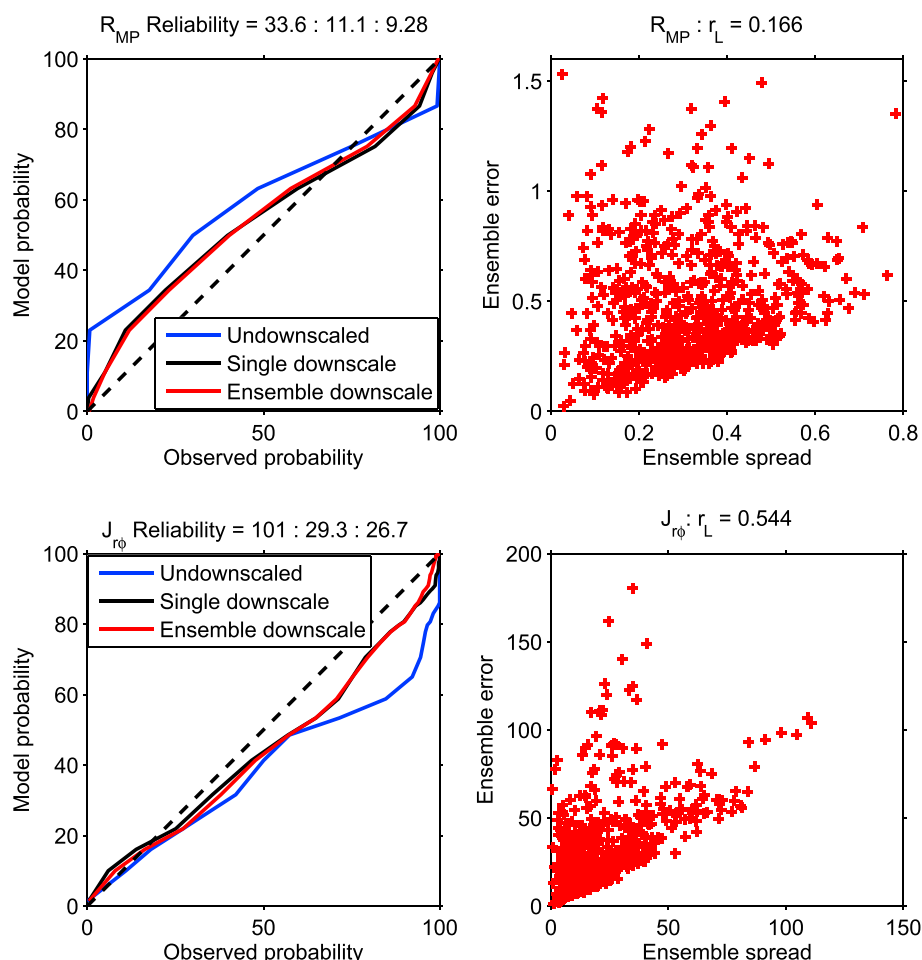 R_MP Reliability = 33.6 : 11.1 : 9.28
100
80
60
40
20
0
Model probability
Undownscaled
Single downscale
Ensemble downscale
0 50 100
Observed probability
R_MP : r_L = 0.166
1.5
1
0.5
0
Ensemble error
0 0.2 0.4 0.6 0.8
Ensemble spread
J_rϕ Reliability = 101 : 29.3 : 26.7
100
80
60
40
20
0
Model probability
Undownscaled
Single downscale
Ensemble downscale
0 50 100
Observed probability
J_rϕ : r_L = 0.544
200
150
100
50
0
Ensemble error
0 50 100 150
Ensemble spread